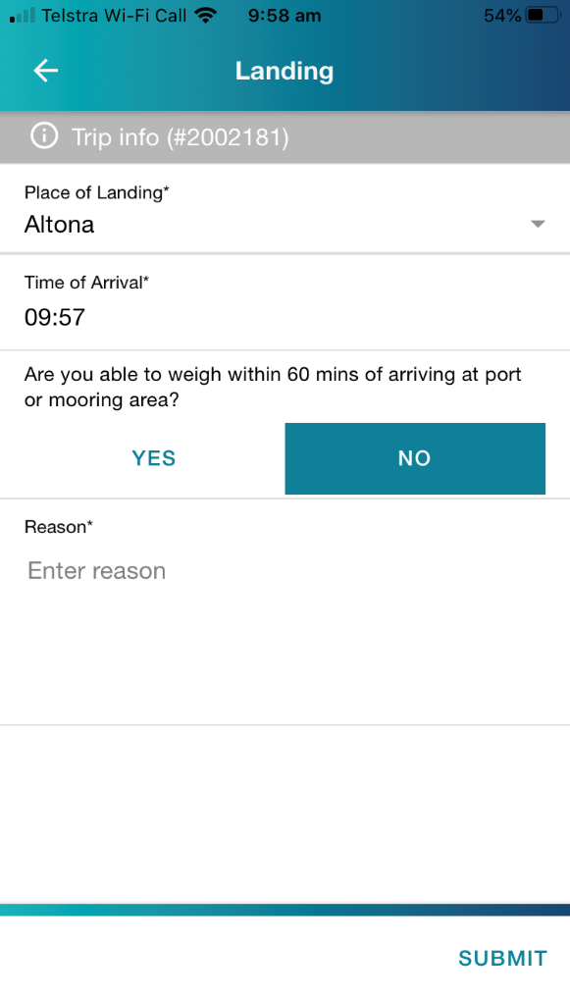 Telstra Wi-Fi Call 9:58 am 54%
Landing
Trip info (#2002181)
Place of Landing*
Altona
Time of Arrival*
09:57
Are you able to weigh within 60 mins of arriving at port
or mooring area?
YES NO
Reason*
Enter reason
SUBMIT